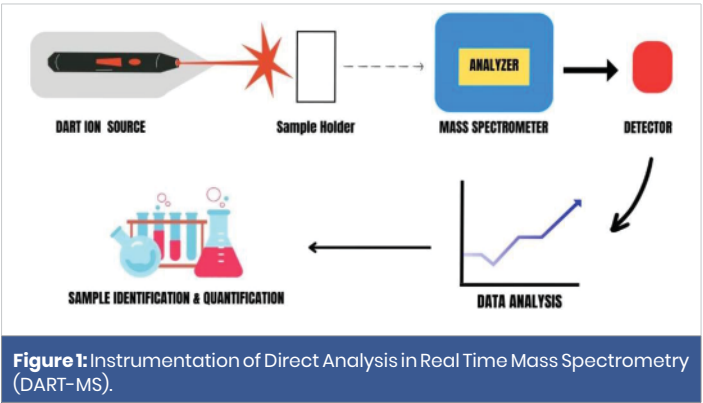 ANALYZER
DART ION SOURCE
Sample Holder
MASS SPECTROMETER
DETECTOR
SAMPLE IDENTIFICATION & QUANTIFICATION
DATA ANALYSIS
Figure 1: Instrumentation of Direct Analysis in Real Time Mass Spectrometry
(DART-MS).